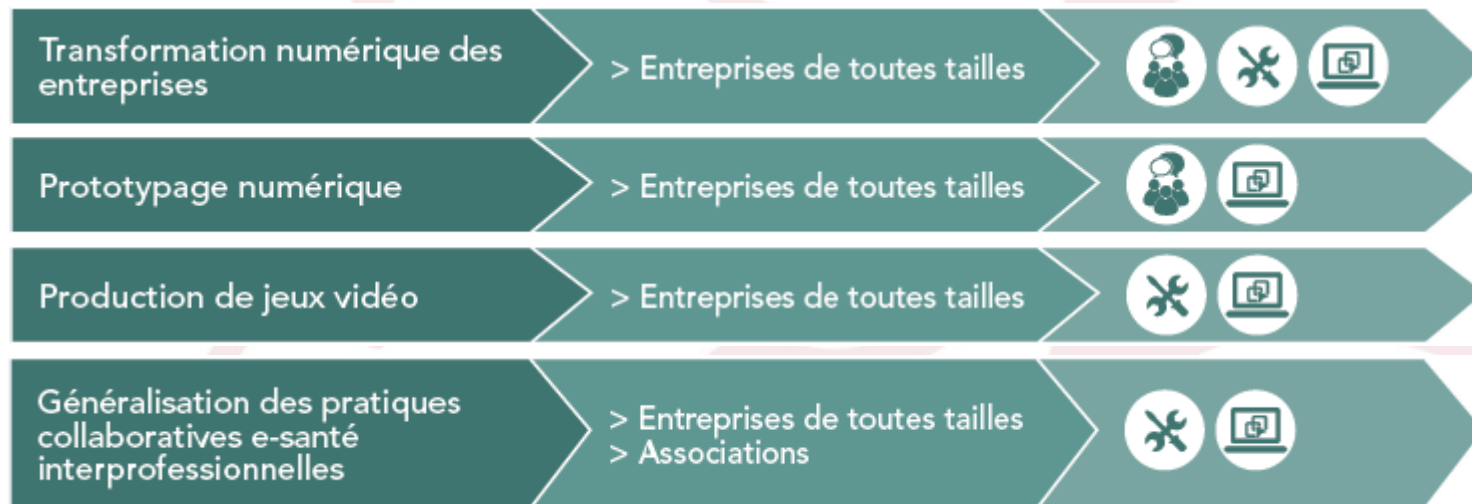 Transformation numérique des
entreprises
> Entreprises de toutes tailles
Prototypage numérique
> Entreprises de toutes tailles
Production de jeux vidéo
> Entreprises de toutes tailles
Généralisation des pratiques
collaboratives e-santé
interprofessionnelles
> Entreprises de toutes tailles
> Associations